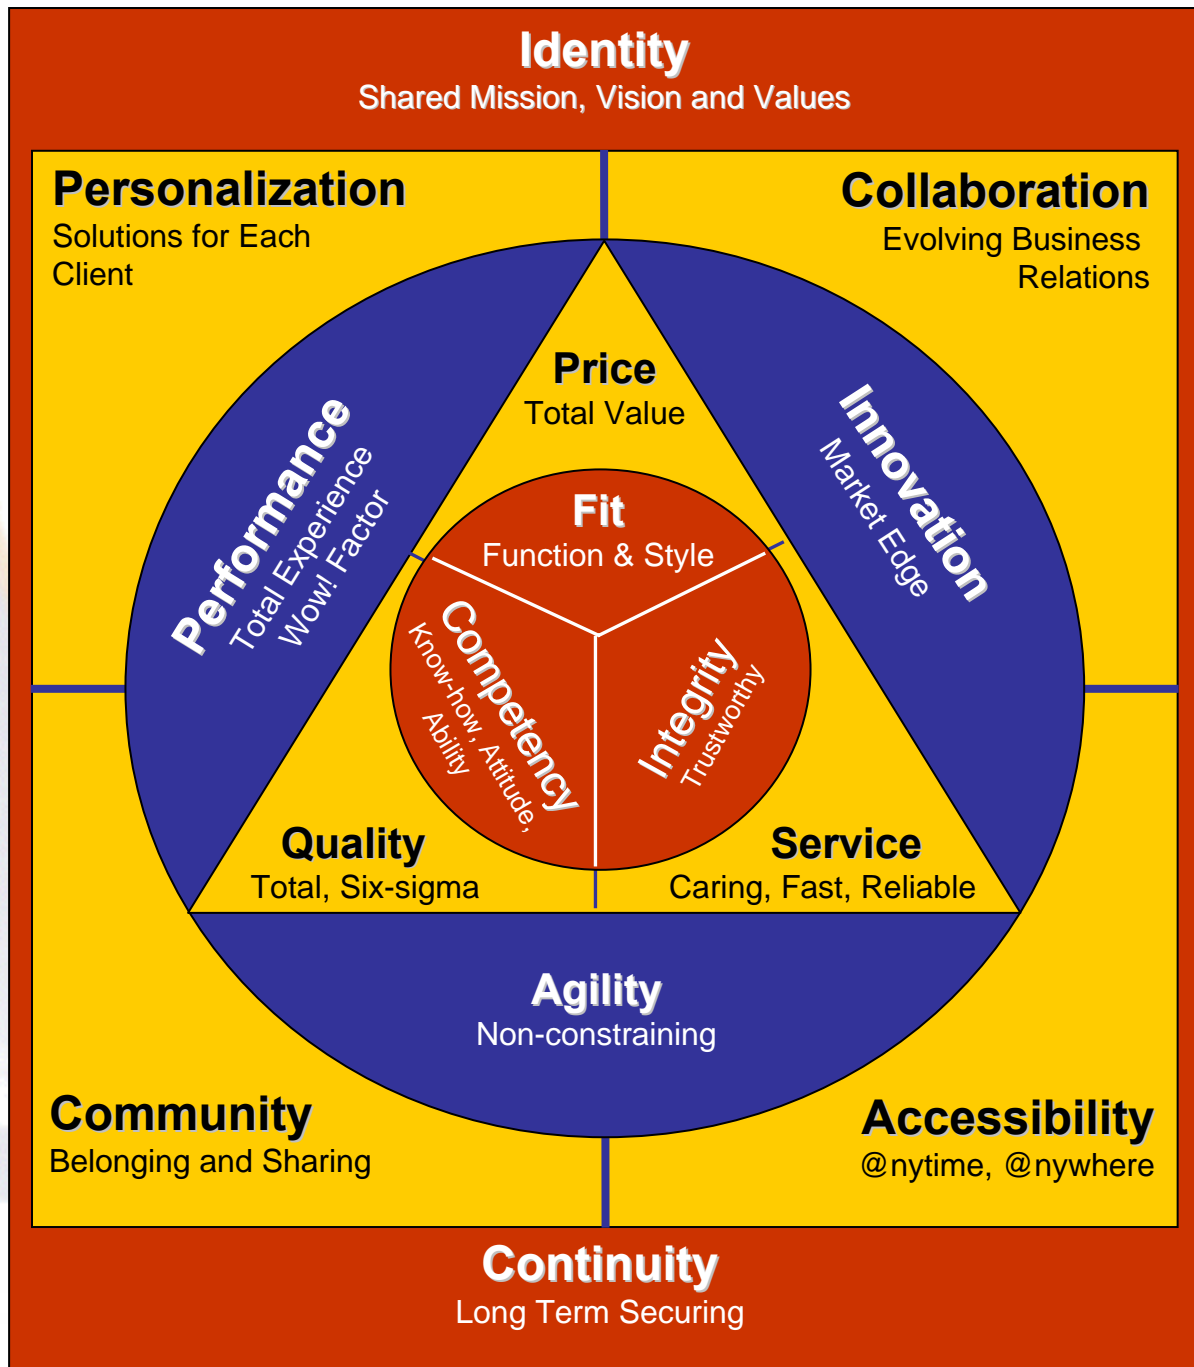 Identity
Shared Mission, Vision and Values
Personalization
Solutions for Each
Client
Collaboration
Evolving Business
Relations
Price
Total Value
Performance
Total Experience
Wow! Factor
Innovation
Market Edge
Fit
Function & Style
Competency
Know-how, Attitude,
Ability
Integrity
Trustworthy
Quality
Total, Six-sigma
Service
Caring, Fast, Reliable
Agility
Non-constraining
Community
Belonging and Sharing
Accessibility
@nytime, @nywhere
Continuity
Long Term Securing